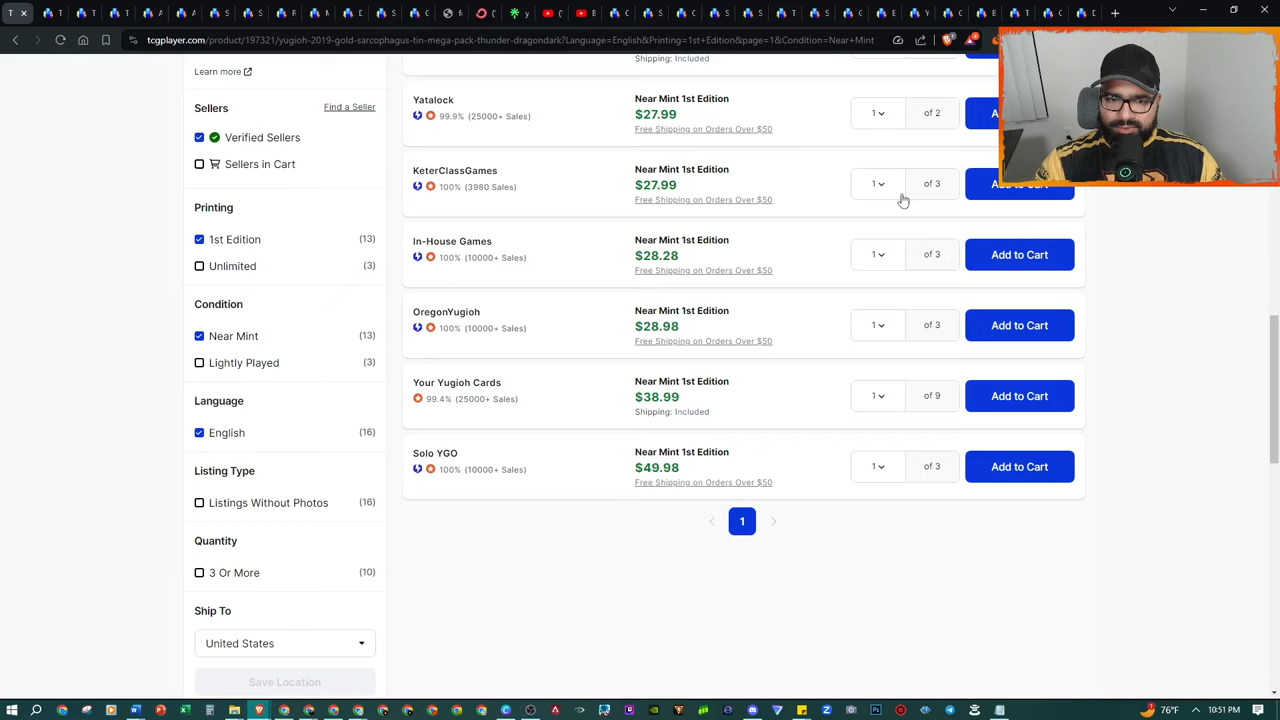 tcgplayer.com/product/197321/yugioh-2019-gold-sarcophagus-tin-mega-pack-thunder-dragondark?Language=English&Printing=1st+Edition&page=1&Condition=Near+Mint
Learn more
Shipping: Included
Sellers
Find a Seller
Verified Sellers
Sellers in Cart
Printing
1st Edition (13)
Unlimited (3)
Condition
Near Mint (13)
Lightly Played (3)
Language
English (16)
Listing Type
Listings Without Photos (16)
Quantity
3 Or More (10)
Ship To
United States
Save Location
Yatalock
99.9% (25000+ Sales)
Near Mint 1st Edition
$27.99
Free Shipping on Orders Over $50
1 of 2
KeterClassGames
100% (3980 Sales)
Near Mint 1st Edition
$27.99
Free Shipping on Orders Over $50
1 of 3
Add to Cart
In-House Games
100% (10000+ Sales)
Near Mint 1st Edition
$28.28
Free Shipping on Orders Over $50
1 of 3
Add to Cart
OregonYugioh
100% (10000+ Sales)
Near Mint 1st Edition
$28.98
Free Shipping on Orders Over $50
1 of 3
Add to Cart
Your Yugioh Cards
99.4% (25000+ Sales)
Near Mint 1st Edition
$38.99
Shipping: Included
1 of 9
Add to Cart
Solo YGO
100% (10000+ Sales)
Near Mint 1st Edition
$49.98
Free Shipping on Orders Over $50
1 of 3
Add to Cart
1
76°F
10:51 PM